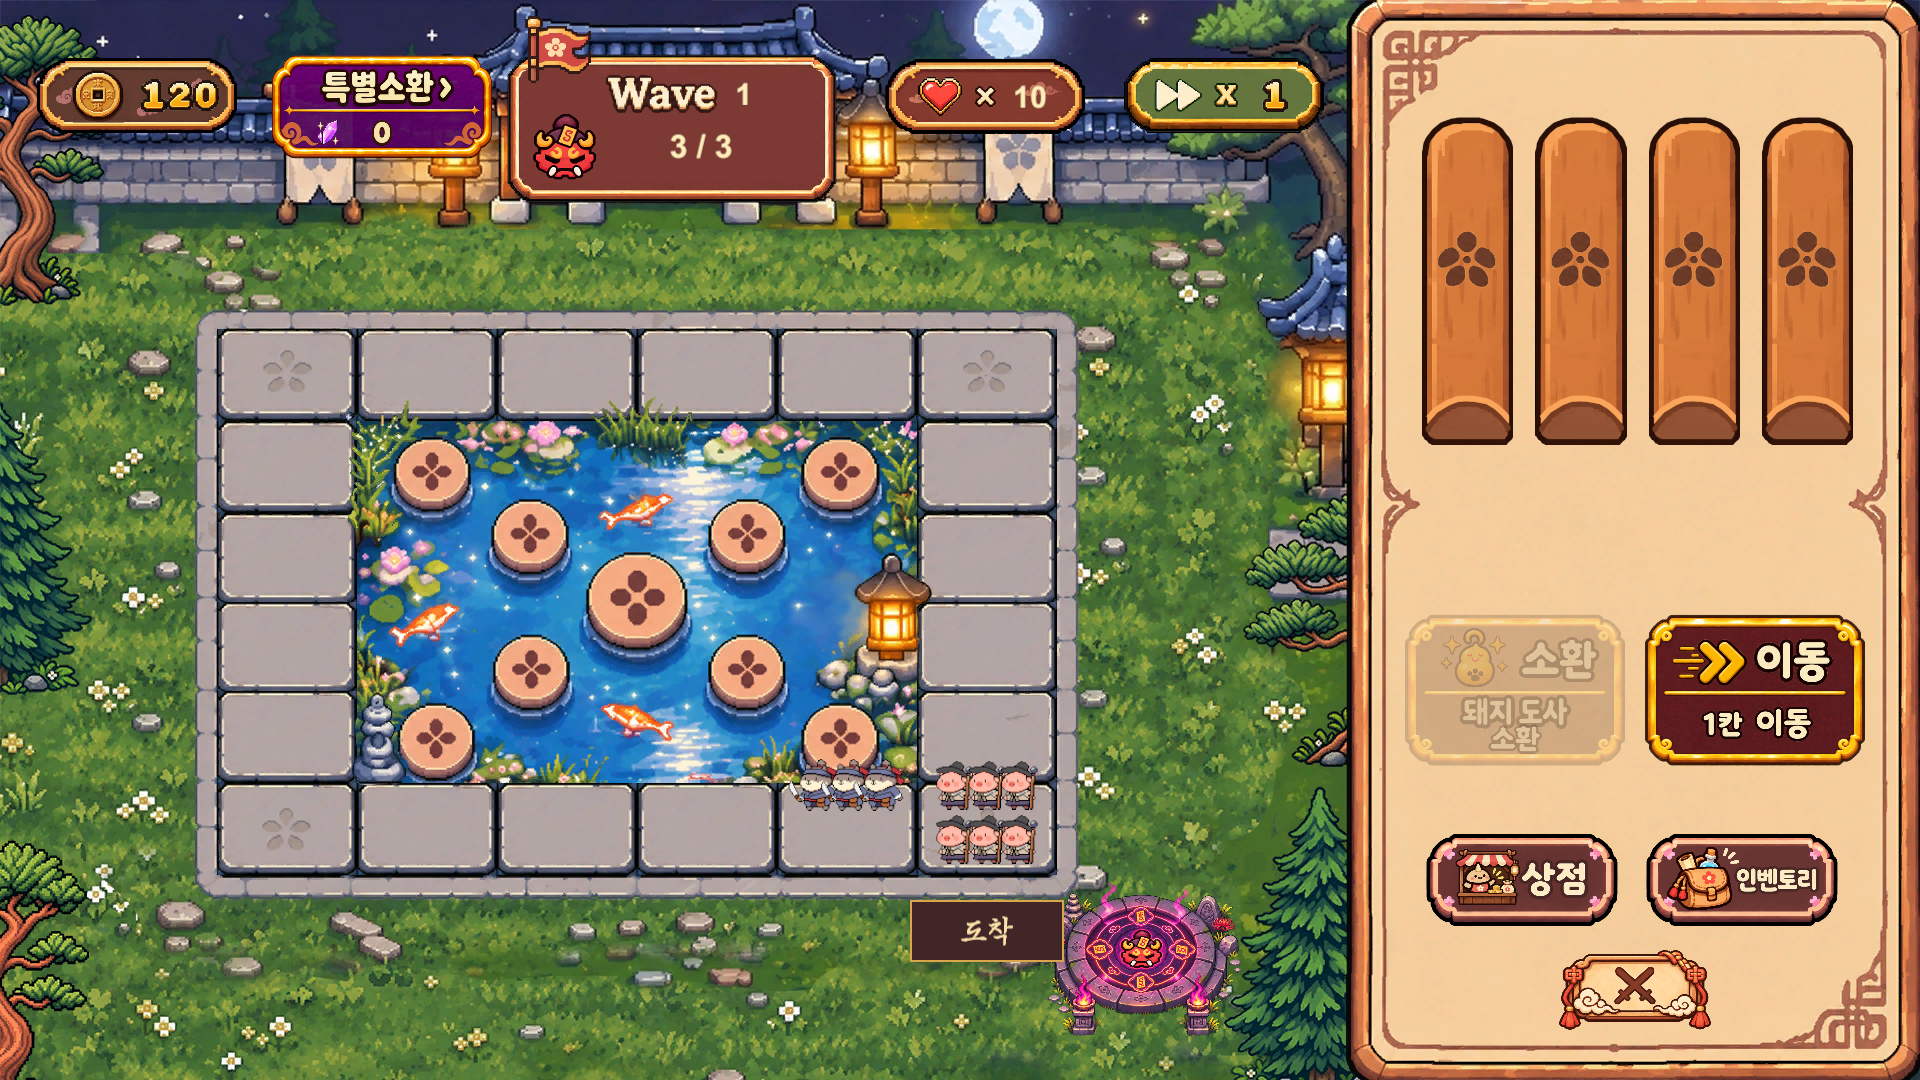 120
특별소환>
0
Wave 1
3 / 3
× 10
x 1
소환
돼지 도사
소환
이동
1칸 이동
상점
인벤토리
도착